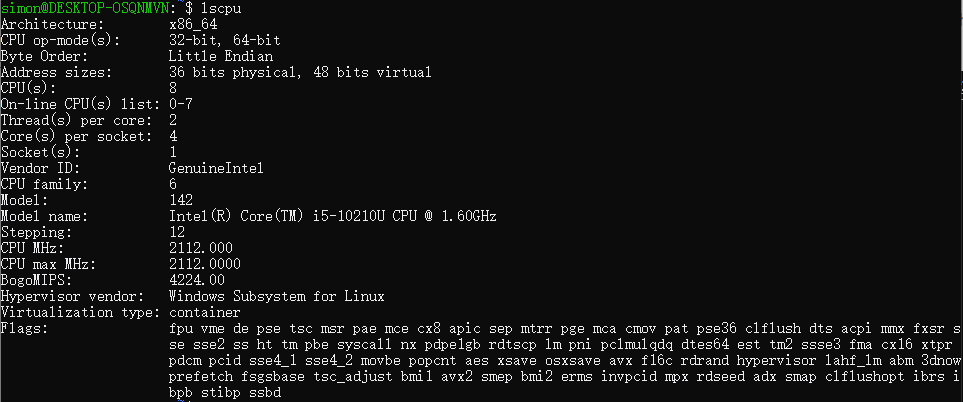 simon@DESKTOP-OSQNMVN:~$ lscpu
Architecture: x86_64
CPU op-mode(s): 32-bit, 64-bit
Byte Order: Little Endian
Address sizes: 36 bits physical, 48 bits virtual
CPU(s): 8
On-line CPU(s) list: 0-7
Thread(s) per core: 2
Core(s) per socket: 4
Socket(s): 1
Vendor ID: GenuineIntel
CPU family: 6
Model: 142
Model name: Intel(R) Core(TM) i5-10210U CPU @ 1.60GHz
Stepping: 12
CPU MHz: 2112.000
CPU max MHz: 2112.0000
BogoMIPS: 4224.00
Hypervisor vendor: Windows Subsystem for Linux
Virtualization type: container
Flags: fpu vme de pse tsc msr pae mce cx8 apic sep mtrr pge mca cmov pat pse36 clflush dts acpi mmx fxsr s
se sse2 ss ht tm pbe syscall nx pdpe1gb rdtscp lm pni pclmulqdq dtes64 est tm2 ssse3 fma cx16 xtpr
pdcm pcid sse4_1 sse4_2 movbe popcnt aes xsave osxsave avx f16c rdrand hypervisor lahf_lm abm 3dnow
prefetch fsgsbase tsc_adjust bmi1 avx2 smep bmi2 erms invpcid mpx rdseed adx smap clflushopt ibrs i
bpb stibp ssbd